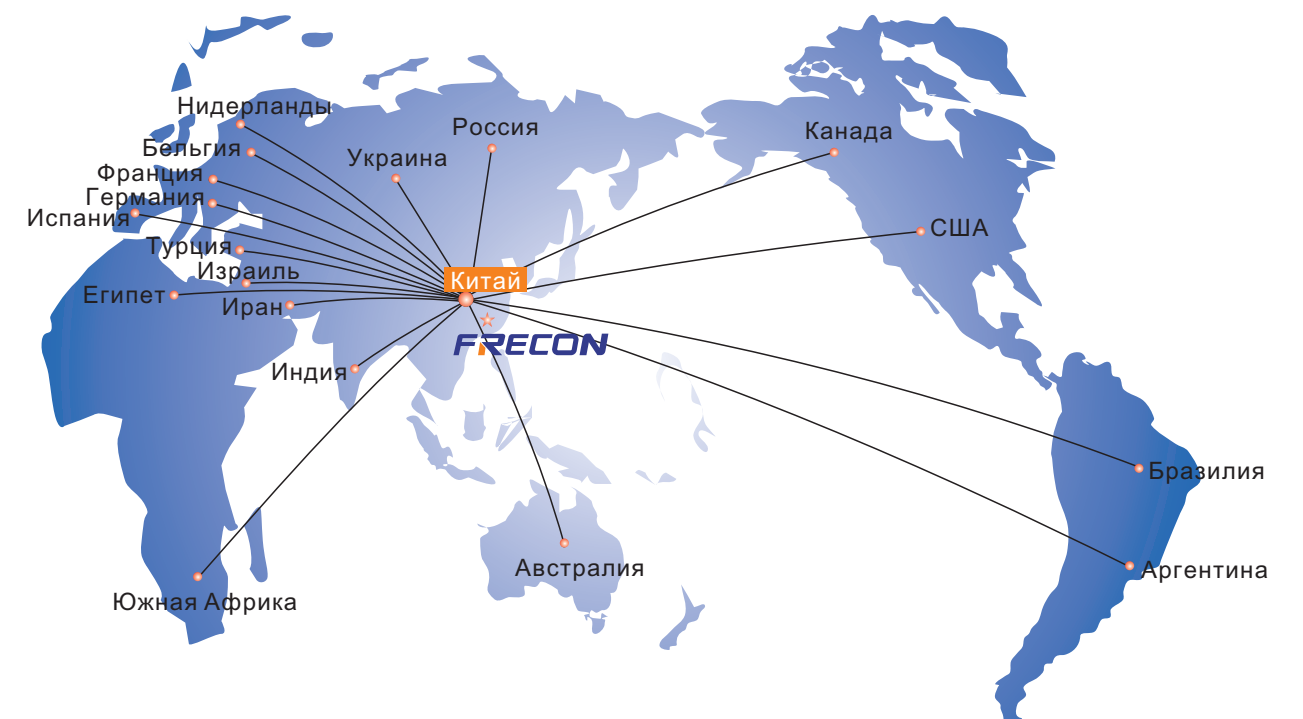 Нидерланды
Россия
Канада
Бельгия
Украина
Франция
Германия
Испания
США
Турция
Израиль
Китай
Египет
Иран
FRECON
Индия
Бразилия
Австралия
Аргентина
Южная Африка